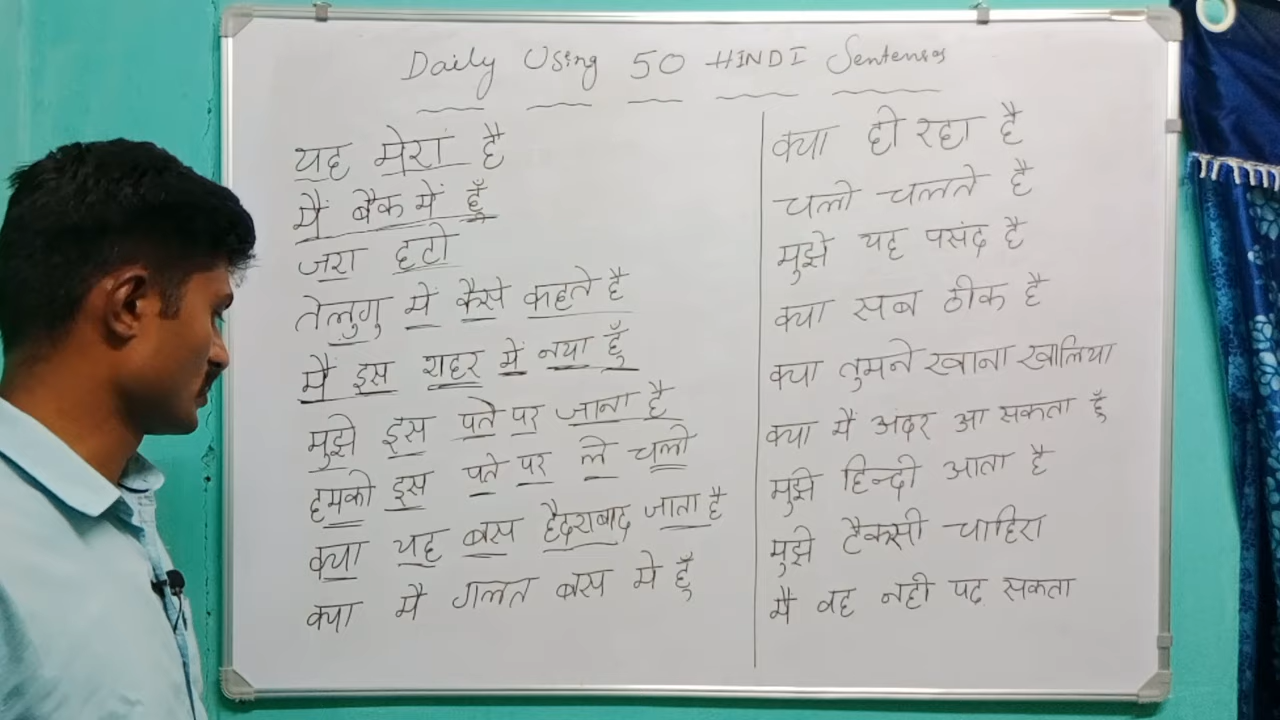 Daily Using 50 HINDI Sentenses
यह मेरां है
मैं बैंक में हूँ
जरा हटो
तेलुगु में कैसे कहते है
मैं इस शहर में नया हूँ
मुझे इस पते पर जाना है
हमको इस पते पर ले चलो
क्या यह बस हैदराबाद जाता है
क्या मै गलत बस मे हूँ
क्या हो रहा है
चलो चलते है
मुझे यह पसंद है
क्या सब ठीक है
क्या तुमने खाना खालिया
क्या मै अंदर आ सकता हूँ
मुझे हिन्दी आता है
मुझे टैकसी चाहिए
मै वह नही पढ सकता